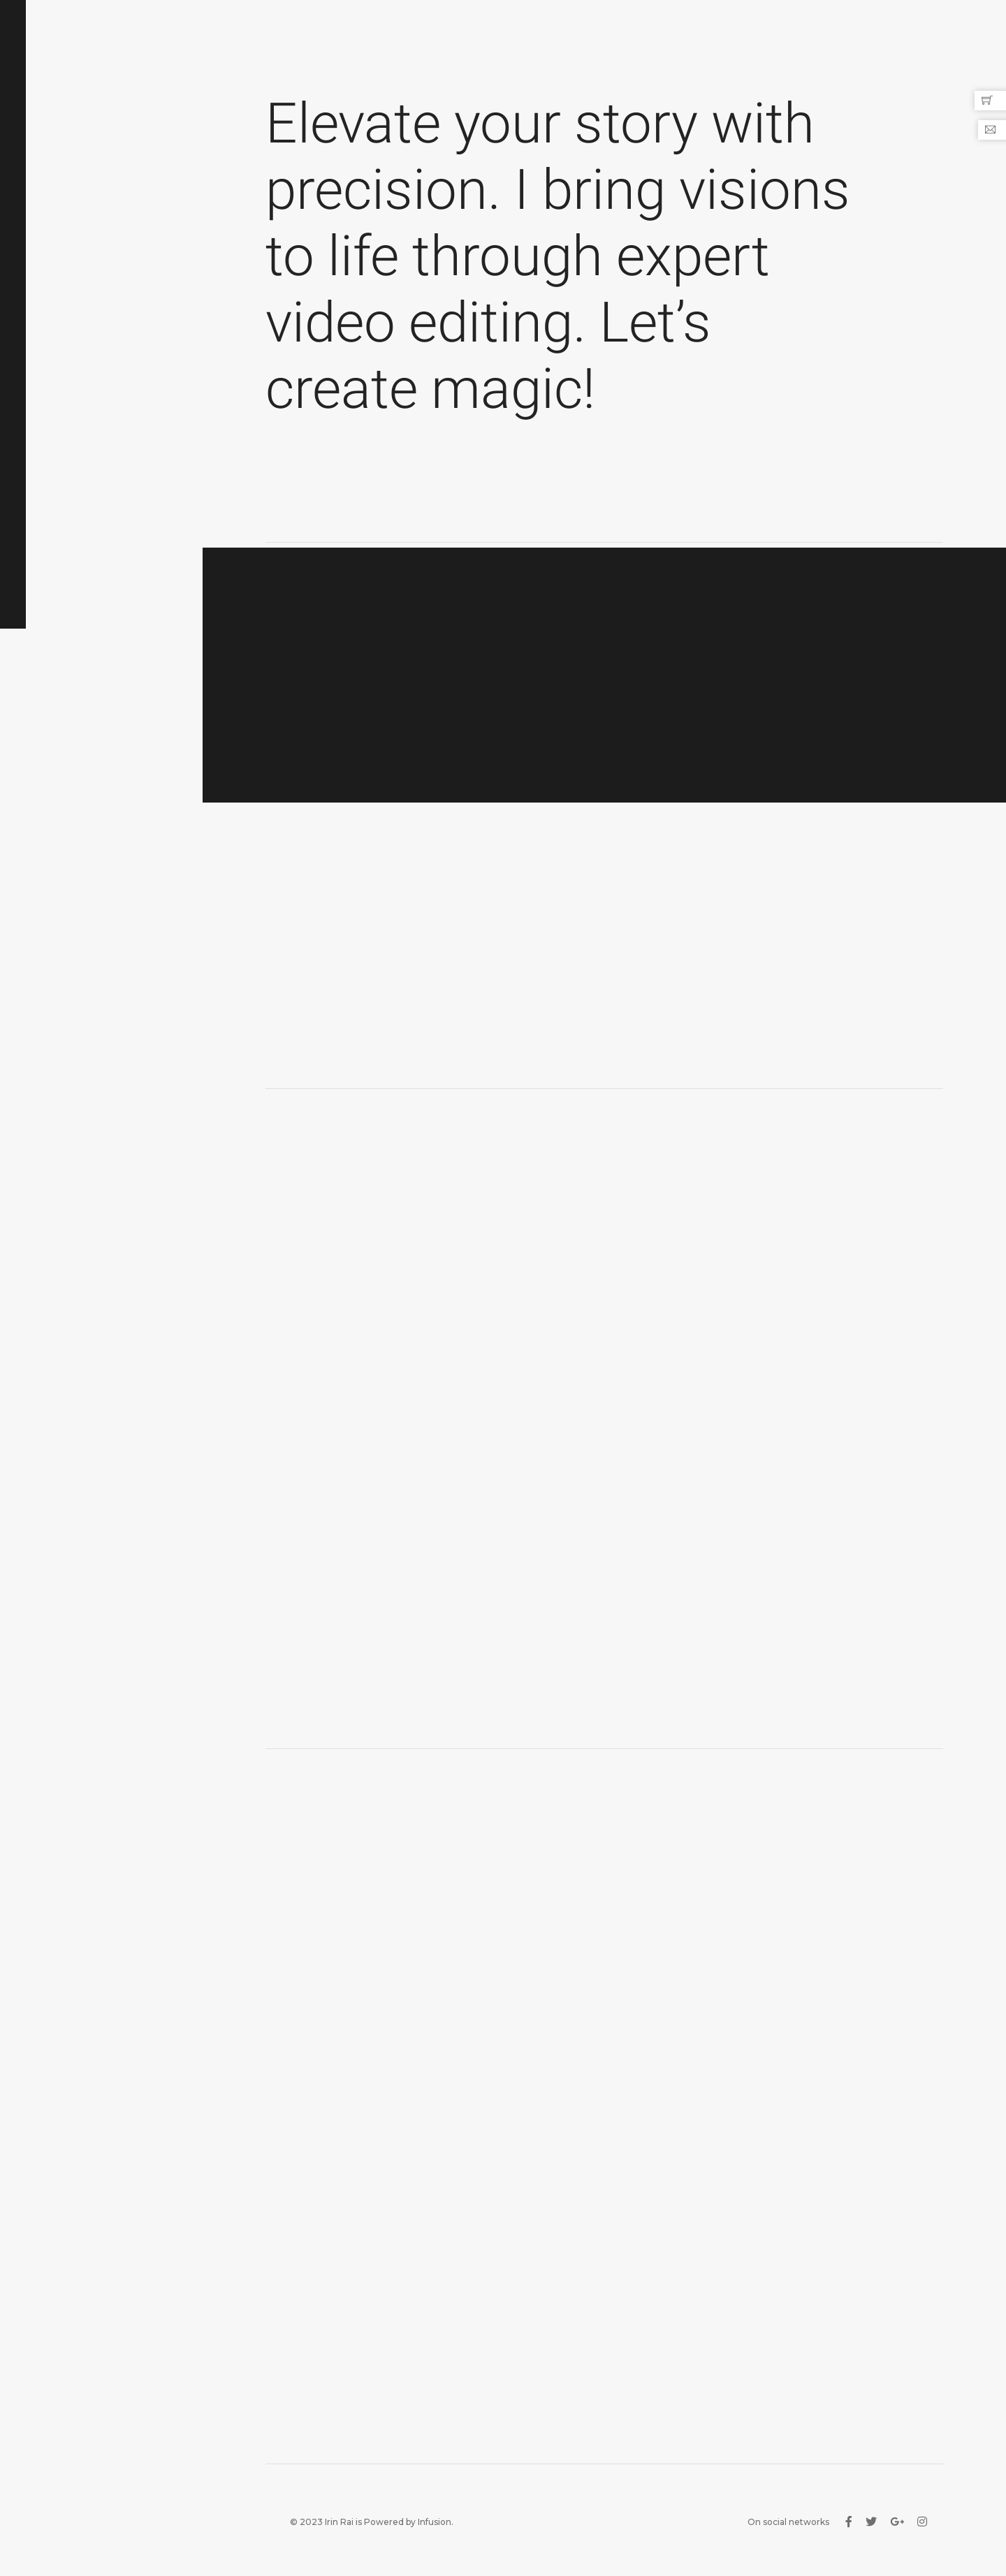 Elevate your story with
precision. I bring visions
to life through expert
video editing. Let’s
create magic!
© 2023 Irin Rai is Powered by Infusion.
On social networks